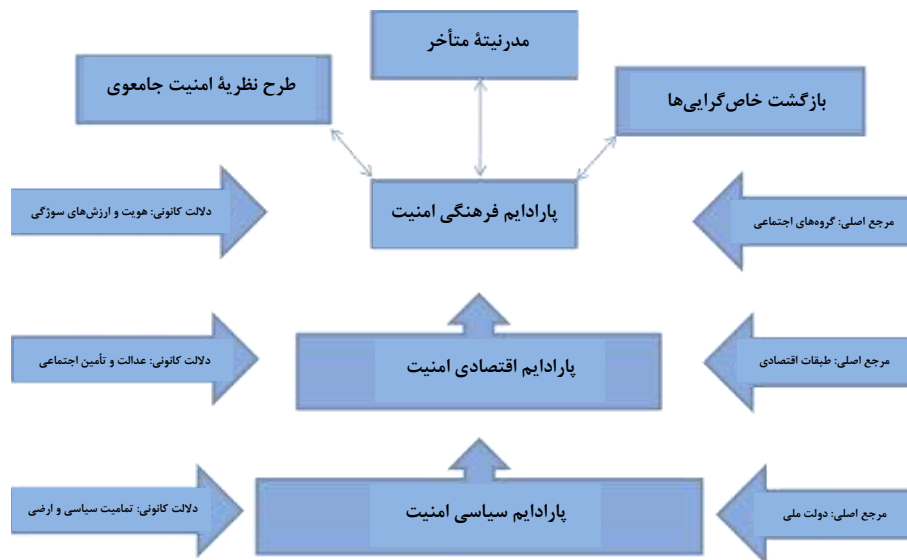 مدرنیتهٔ متأخر
بازگشت خاص‌گرایی‌ها
طرح نظریهٔ امنیت جامعوی
پارادایم فرهنگی امنیت
مرجع اصلی: گروه‌های اجتماعی
دلالت کانونی: هویت و ارزش‌های سوژگی
پارادایم اقتصادی امنیت
مرجع اصلی: طبقات اقتصادی
دلالت کانونی: عدالت و تأمین اجتماعی
پارادایم سیاسی امنیت
مرجع اصلی: دولت ملی
دلالت کانونی: تمامیت سیاسی و ارضی